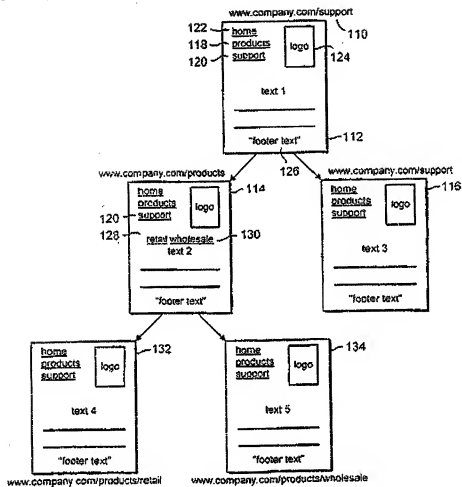 www.company.com/support
110
122 home
118 products
120 support
logo
124
text 1
"footer text"
112
126
www.company.com/products
home
products
120 support
logo
114
128 retail wholesale 130
text 2
"footer text"
www.company.com/support
home
products
support
logo
116
text 3
"footer text"
home
products
support
logo
132
text 4
"footer text"
www.company.com/products/retail
home
products
support
logo
134
text 5
"footer text"
www.company.com/products/wholesale